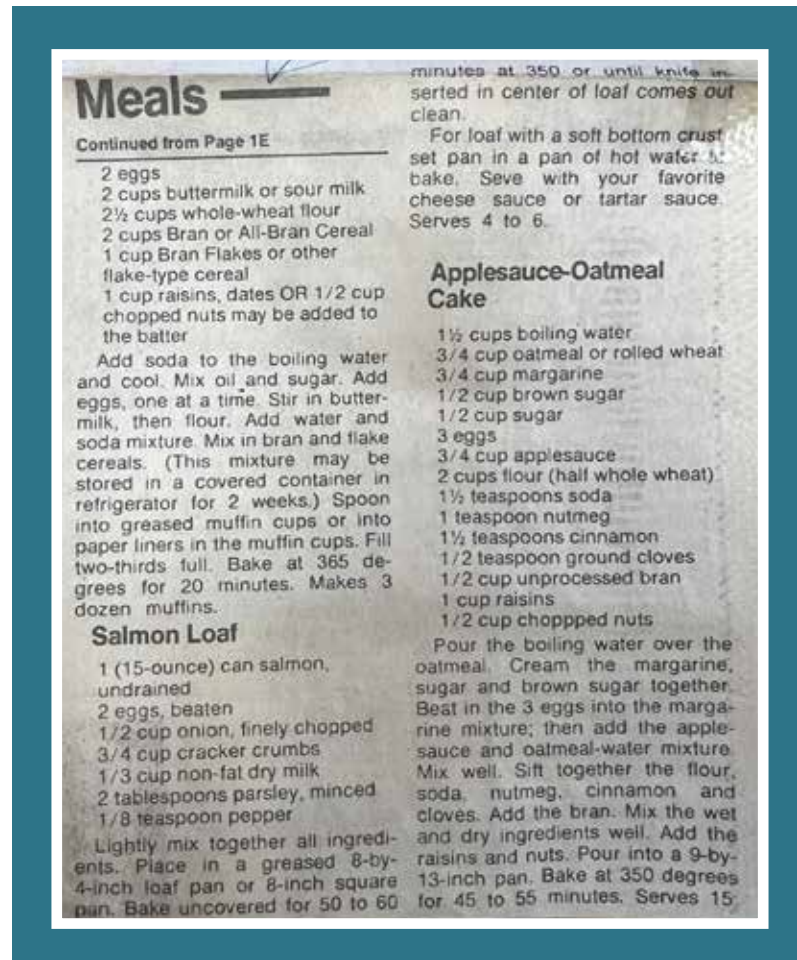 Meals
Continued from Page 1E
2 eggs
2 cups buttermilk or sour milk
2½ cups whole-wheat flour
2 cups Bran or All-Bran Cereal
1 cup Bran Flakes or other
flake-type cereal
1 cup raisins, dates OR 1/2 cup
chopped nuts may be added to
the batter
Add soda to the boiling water
and cool. Mix oil and sugar. Add
eggs, one at a time. Stir in butter-
milk, then flour. Add water and
soda mixture. Mix in bran and flake
cereals. (This mixture may be
stored in a covered container in
refrigerator for 2 weeks.) Spoon
into greased muffin cups or into
paper liners in the muffin cups. Fill
two-thirds full. Bake at 365 de-
grees for 20 minutes. Makes 3
dozen muffins.
Salmon Loaf
1 (15-ounce) can salmon,
undrained
2 eggs, beaten
1/2 cup onion, finely chopped
3/4 cup cracker crumbs
1/3 cup non-fat dry milk
2 tablespoons parsley, minced
1/8 teaspoon pepper
Lightly mix together all ingredi-
ents. Place in a greased 8-by-
4-inch loaf pan or 8-inch square
pan. Bake uncovered for 50 to 60
minutes at 350 or until knife in-
serted in center of loaf comes out
clean.
For loaf with a soft bottom crust
set pan in a pan of hot water
bake. Seve with your favorite
cheese sauce or tartar sauce.
Serves 4 to 6.
Applesauce-Oatmeal
Cake
1½ cups boiling water
3/4 cup oatmeal or rolled wheat
3/4 cup margarine
1/2 cup brown sugar
1/2 cup sugar
3 eggs
3/4 cup applesauce
2 cups flour (half whole wheat)
1½ teaspoons soda
1 teaspoon nutmeg
1½ teaspoons cinnamon
1/2 teaspoon ground cloves
1/2 cup unprocessed bran
1 cup raisins
1/2 cup choppped nuts
Pour the boiling water over the
oatmeal. Cream the margarine,
sugar and brown sugar together.
Beat in the 3 eggs into the marga-
rine mixture; then add the apple-
sauce and oatmeal-water mixture.
Mix well. Sift together the flour,
soda, nutmeg, cinnamon and
cloves. Add the bran. Mix the wet
and dry ingredients well. Add the
raisins and nuts. Pour into a 9-by-
13-inch pan. Bake at 350 degrees
for 45 to 55 minutes. Serves 15